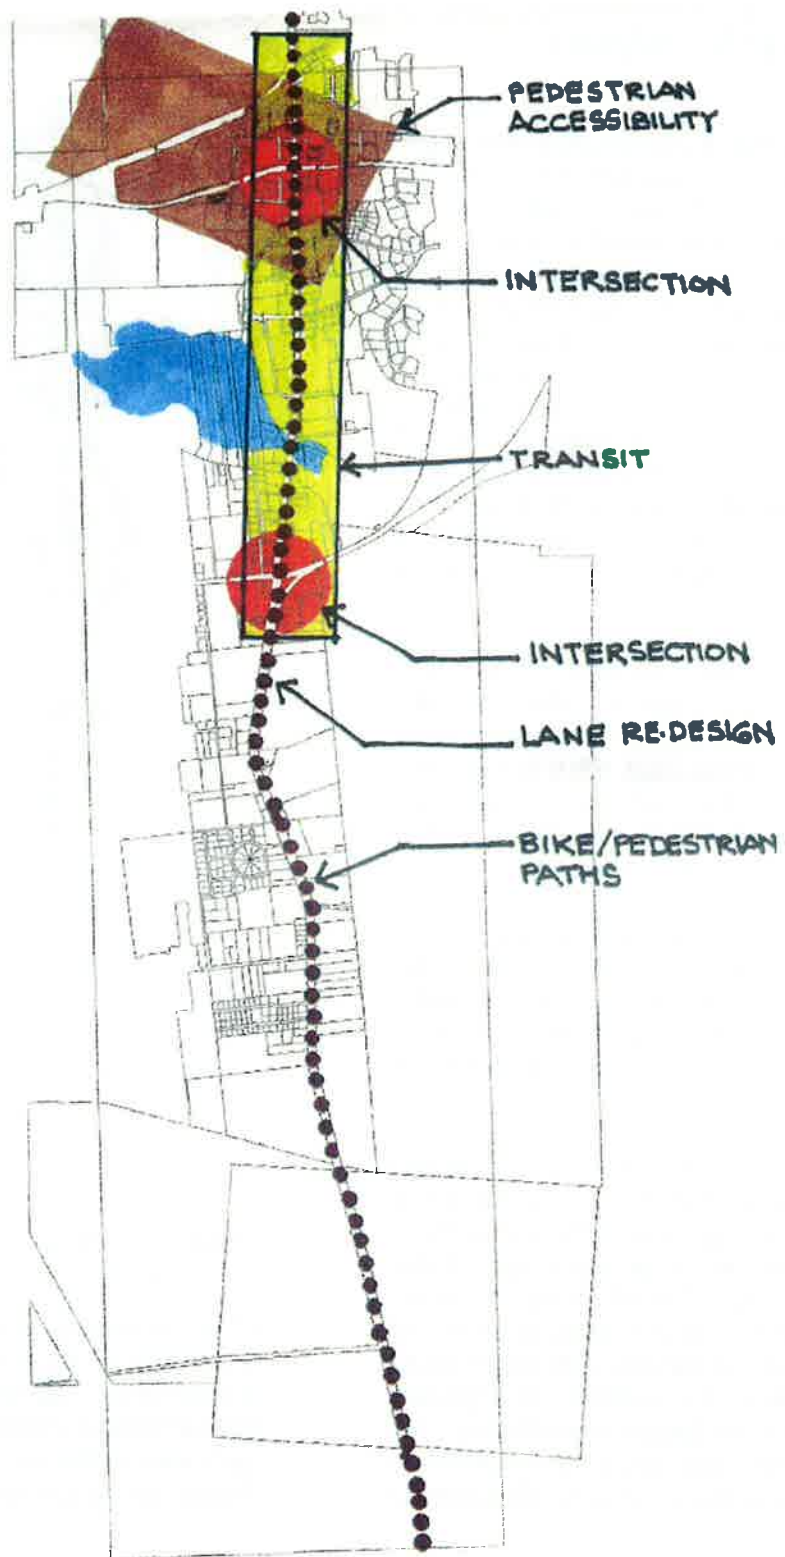 PEDESTRIAN
ACCESSIBILITY
INTERSECTION
TRANSIT
INTERSECTION
LANE RE-DESIGN
BIKE/PEDESTRIAN
PATHS